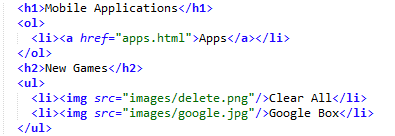 <h1>Mobile Applications</h1>
<ol>
<li><a href="apps.html">Apps</a></li>
</ol>
<h2>New Games</h2>
<ul>
<li><img src="images/delete.png"/>Clear All</li>
<li><img src="images/google.jpg"/>Google Box</li>
</ul>